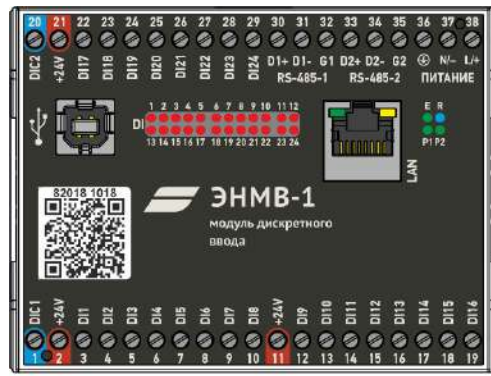 20 21 22 23 24 25 26 27 28 29 30 31 32 33 34 35 36 37 38
DIC2 +24V DI17 DI18 DI19 DI20 DI21 DI22 DI23 DI24 D1+ D1- G1 D2+ D2- G2 N/- L/+
RS-485-1 RS-485-2 ПИТАНИЕ
1 2 3 4 5 6 7 8 9 10 11 12
DI
13 14 15 16 17 18 19 20 21 22 23 24
E R
P1 P2
LAN
82018 1018
ЭНМВ-1
модуль дискретного
ввода
DIC1 +24V DI1 DI2 DI3 DI4 DI5 DI6 DI7 DI8 +24V DI9 DI10 DI11 DI12 DI13 DI14 DI15 DI16
1 2 3 4 5 6 7 8 9 10 11 12 13 14 15 16 17 18 19